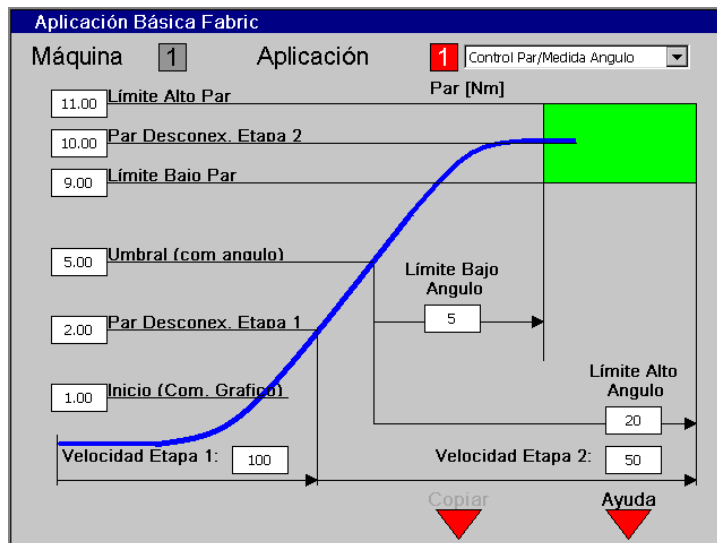 Aplicación Básica Fabric
Máquina 1 Aplicación 1 Control Par/Medida Angulo
Par [Nm]
11.00 Límite Alto Par
10.00 Par Desconex. Etapa 2
9.00 Límite Bajo Par
5.00 Umbral (com angulo)
Límite Bajo
Angulo
5
2.00 Par Desconex. Etapa 1
1.00 Inicio (Com. Grafico)
Límite Alto
Angulo
20
Velocidad Etapa 1: 100 Velocidad Etapa 2: 50
Copiar Ayuda